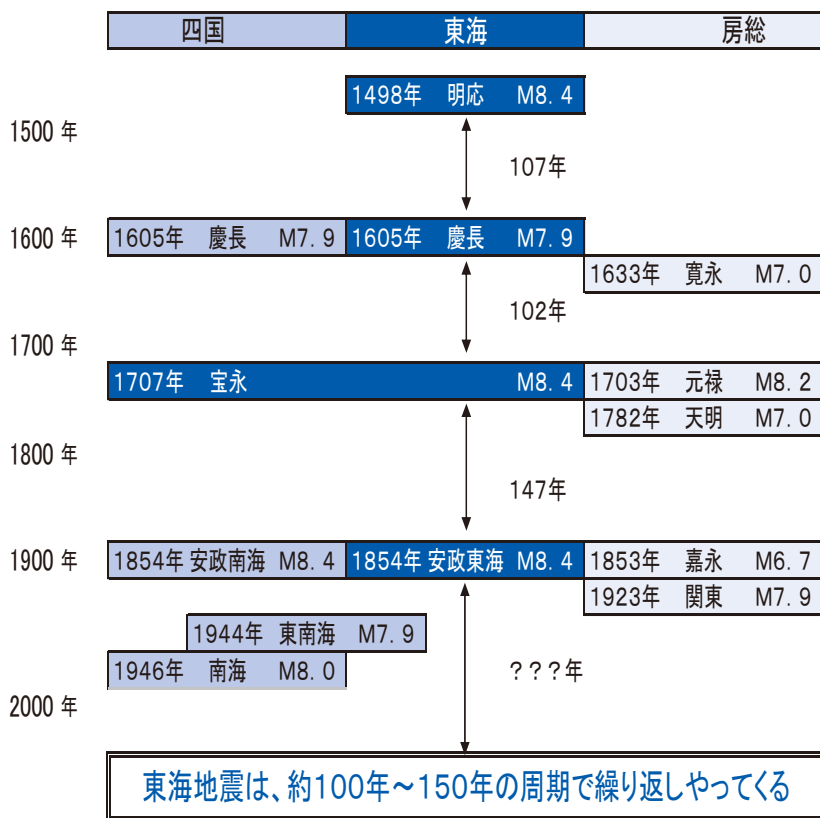 四国 東海 房総
1498年 明応 M8.4
1500 年
107年
1600 年
1605年 慶長 M7.9 1605年 慶長 M7.9
1633年 寛永 M7.0
102年
1700 年
1707年 宝永 M8.4 1703年 元禄 M8.2
1782年 天明 M7.0
1800 年
147年
1900 年
1854年 安政南海 M8.4 1854年 安政東海 M8.4 1853年 嘉永 M6.7
1923年 関東 M7.9
1944年 東南海 M7.9
1946年 南海 M8.0
???年
2000 年
東海地震は、約100年〜150年の周期で繰り返しやってくる